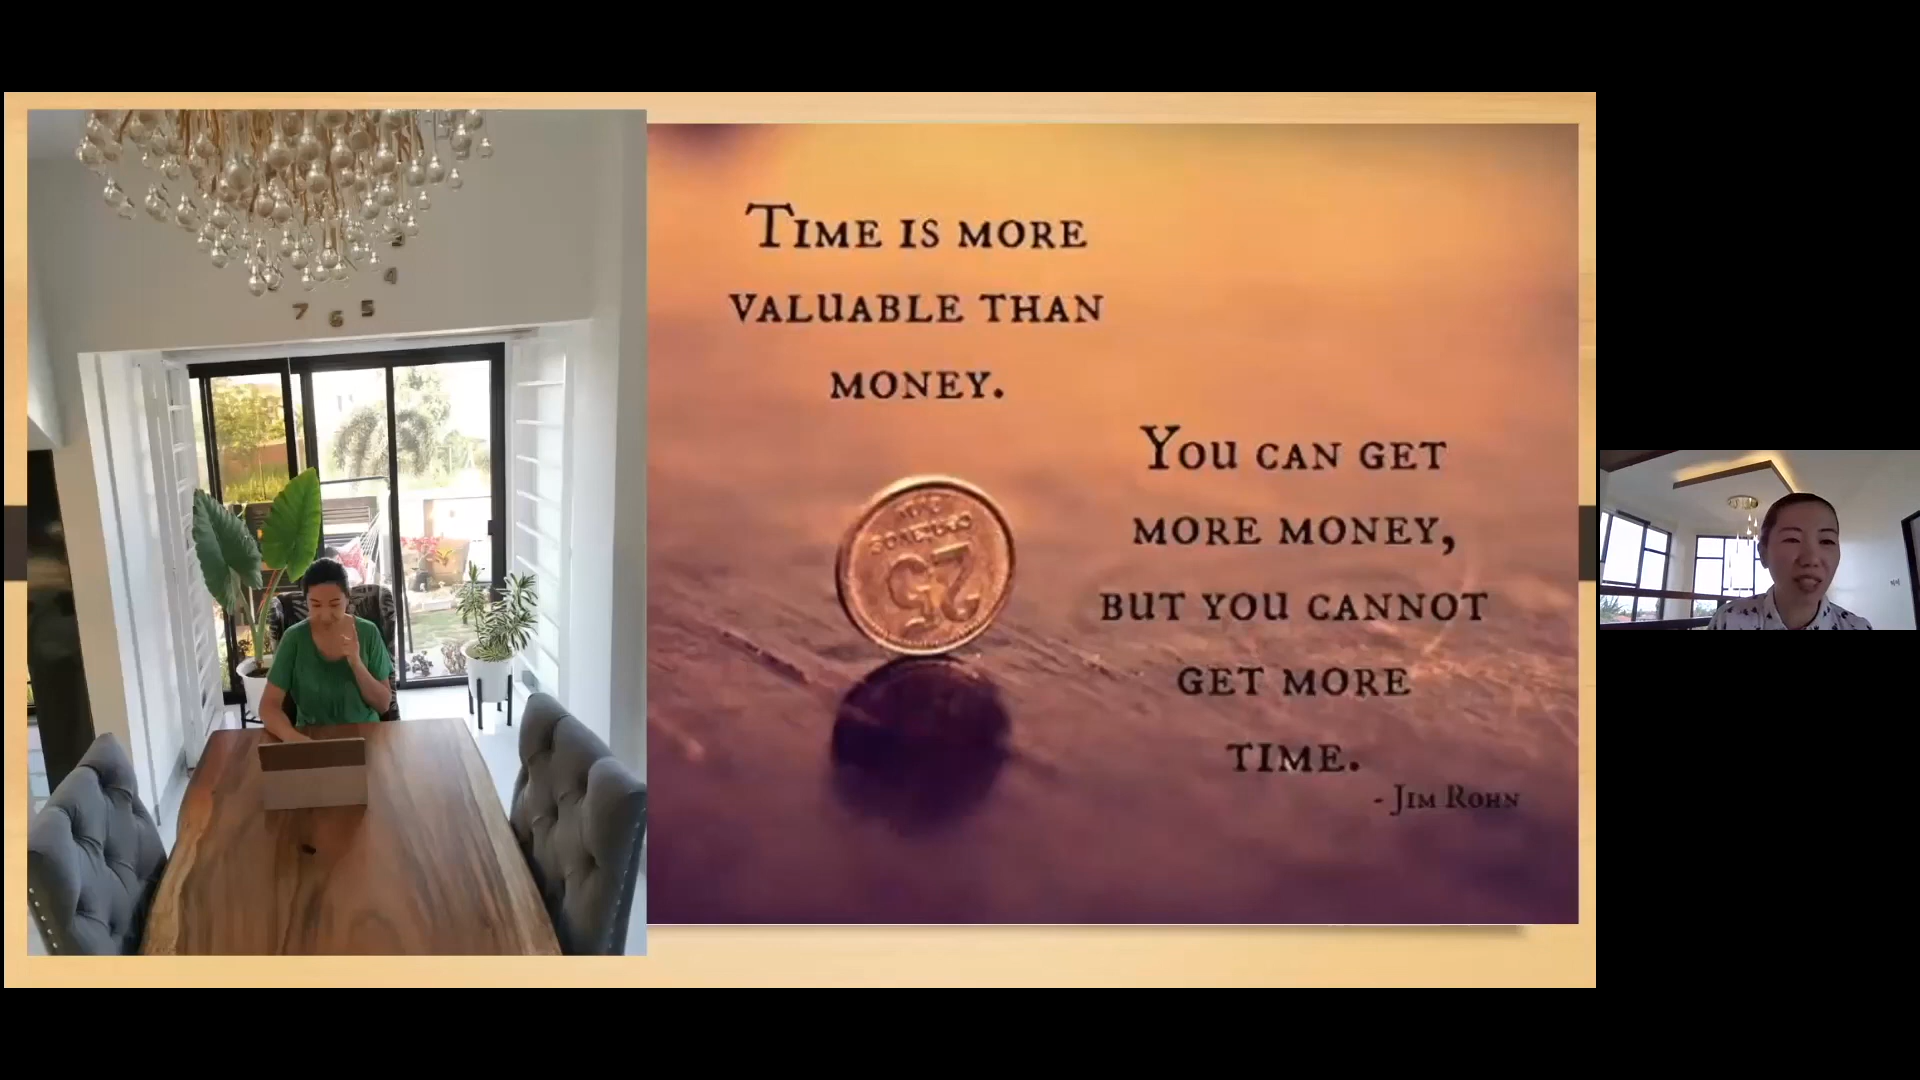 4
7 6 5
Time is more
valuable than
money.
25
You can get
more money,
but you cannot
get more
time.
- Jim Rohn